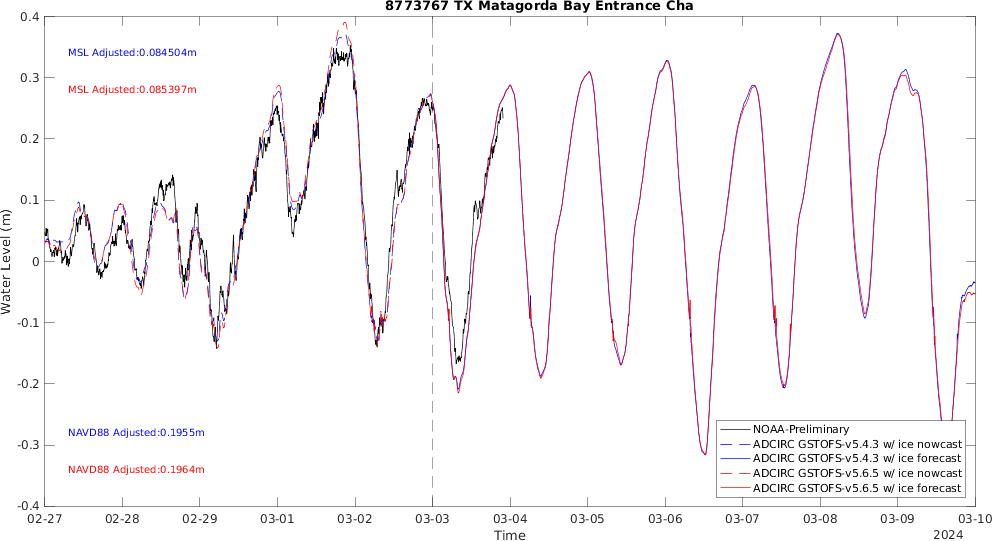 8773767 TX Matagorda Bay Entrance Cha
0.4
0.3
0.2
0.1
0
-0.1
-0.2
-0.3
-0.4
Water Level (m)
MSL Adjusted:0.084504m
MSL Adjusted:0.085397m
NAVD88 Adjusted:0.1955m
NAVD88 Adjusted:0.1964m
NOAA-Preliminary
ADCIRC GSTOFS-v5.4.3 w/ ice nowcast
ADCIRC GSTOFS-v5.4.3 w/ ice forecast
ADCIRC GSTOFS-v5.6.5 w/ ice nowcast
ADCIRC GSTOFS-v5.6.5 w/ ice forecast
02-27 02-28 02-29 03-01 03-02 03-03 03-04 03-05 03-06 03-07 03-08 03-09 03-10
Time
2024